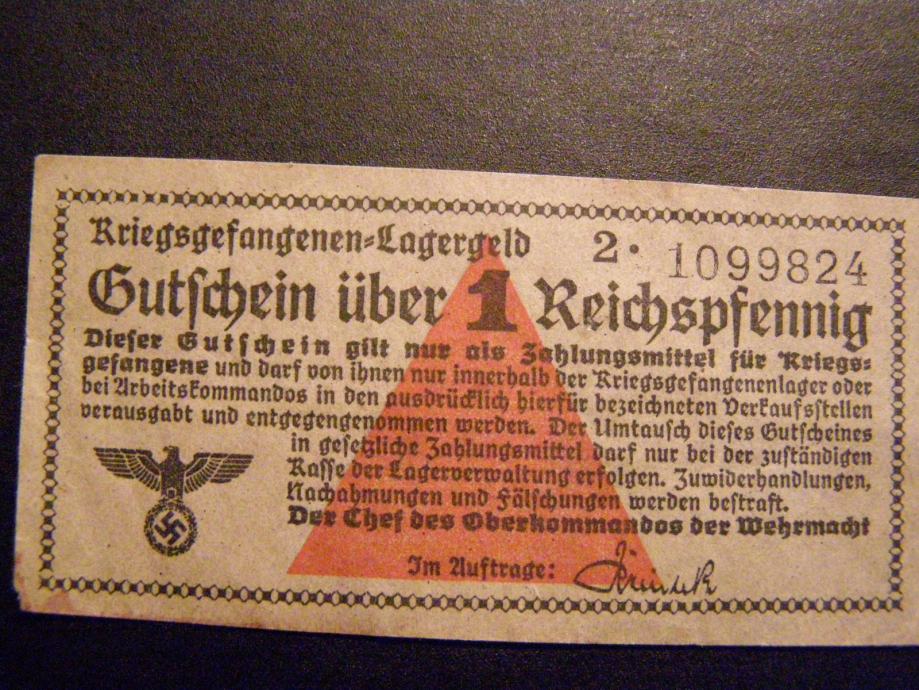 Kriegsgefangenen-Lagergeld 2· 1099824
Gutschein über 1 Reichspfennig
Dieser Gutschein gilt nur als Zahlungsmittel für Kriegs-
gefangene und darf von ihnen nur innerhalb der Kriegsgefangenenlager oder
bei Arbeitskommandos in den ausdrücklich hierfür bezeichneten Verkaufsstellen
verausgabt und entgegengenommen werden. Der Umtausch dieses Gutscheines
in gesetzliche Zahlungsmittel darf nur bei der zuständigen
Kasse der Lagerverwaltung erfolgen. Zuwiderhandlungen,
Nachahmungen und Fälschungen werden bestraft.
Der Chef des Oberkommandos der Wehrmacht
Im Auftrage: